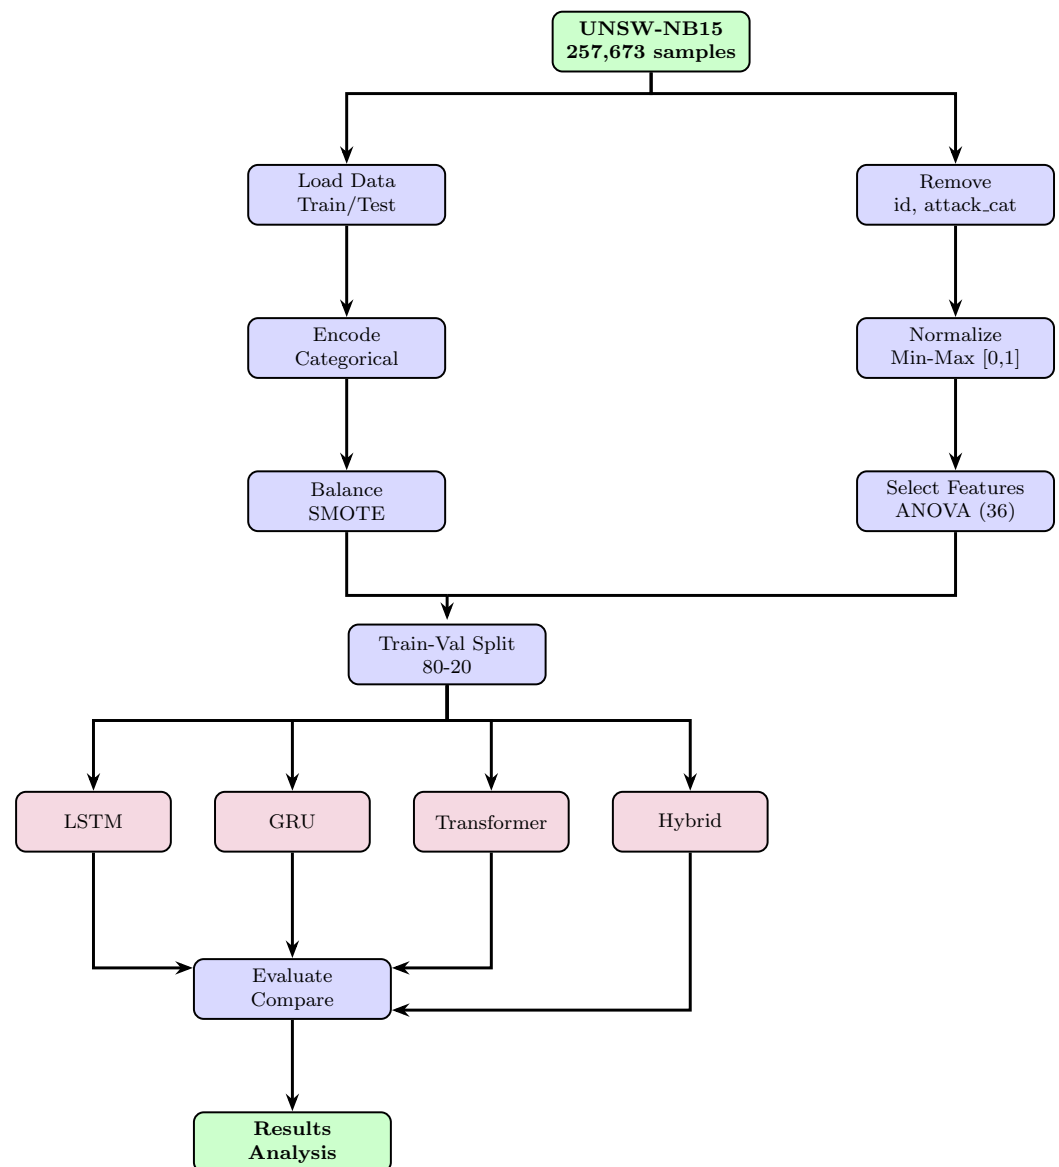 UNSW-NB15
257,673 samples
Load Data
Train/Test
Remove
id, attack_cat
Encode
Categorical
Normalize
Min-Max [0,1]
Balance
SMOTE
Select Features
ANOVA (36)
Train-Val Split
80-20
LSTM
GRU
Transformer
Hybrid
Evaluate
Compare
Results
Analysis